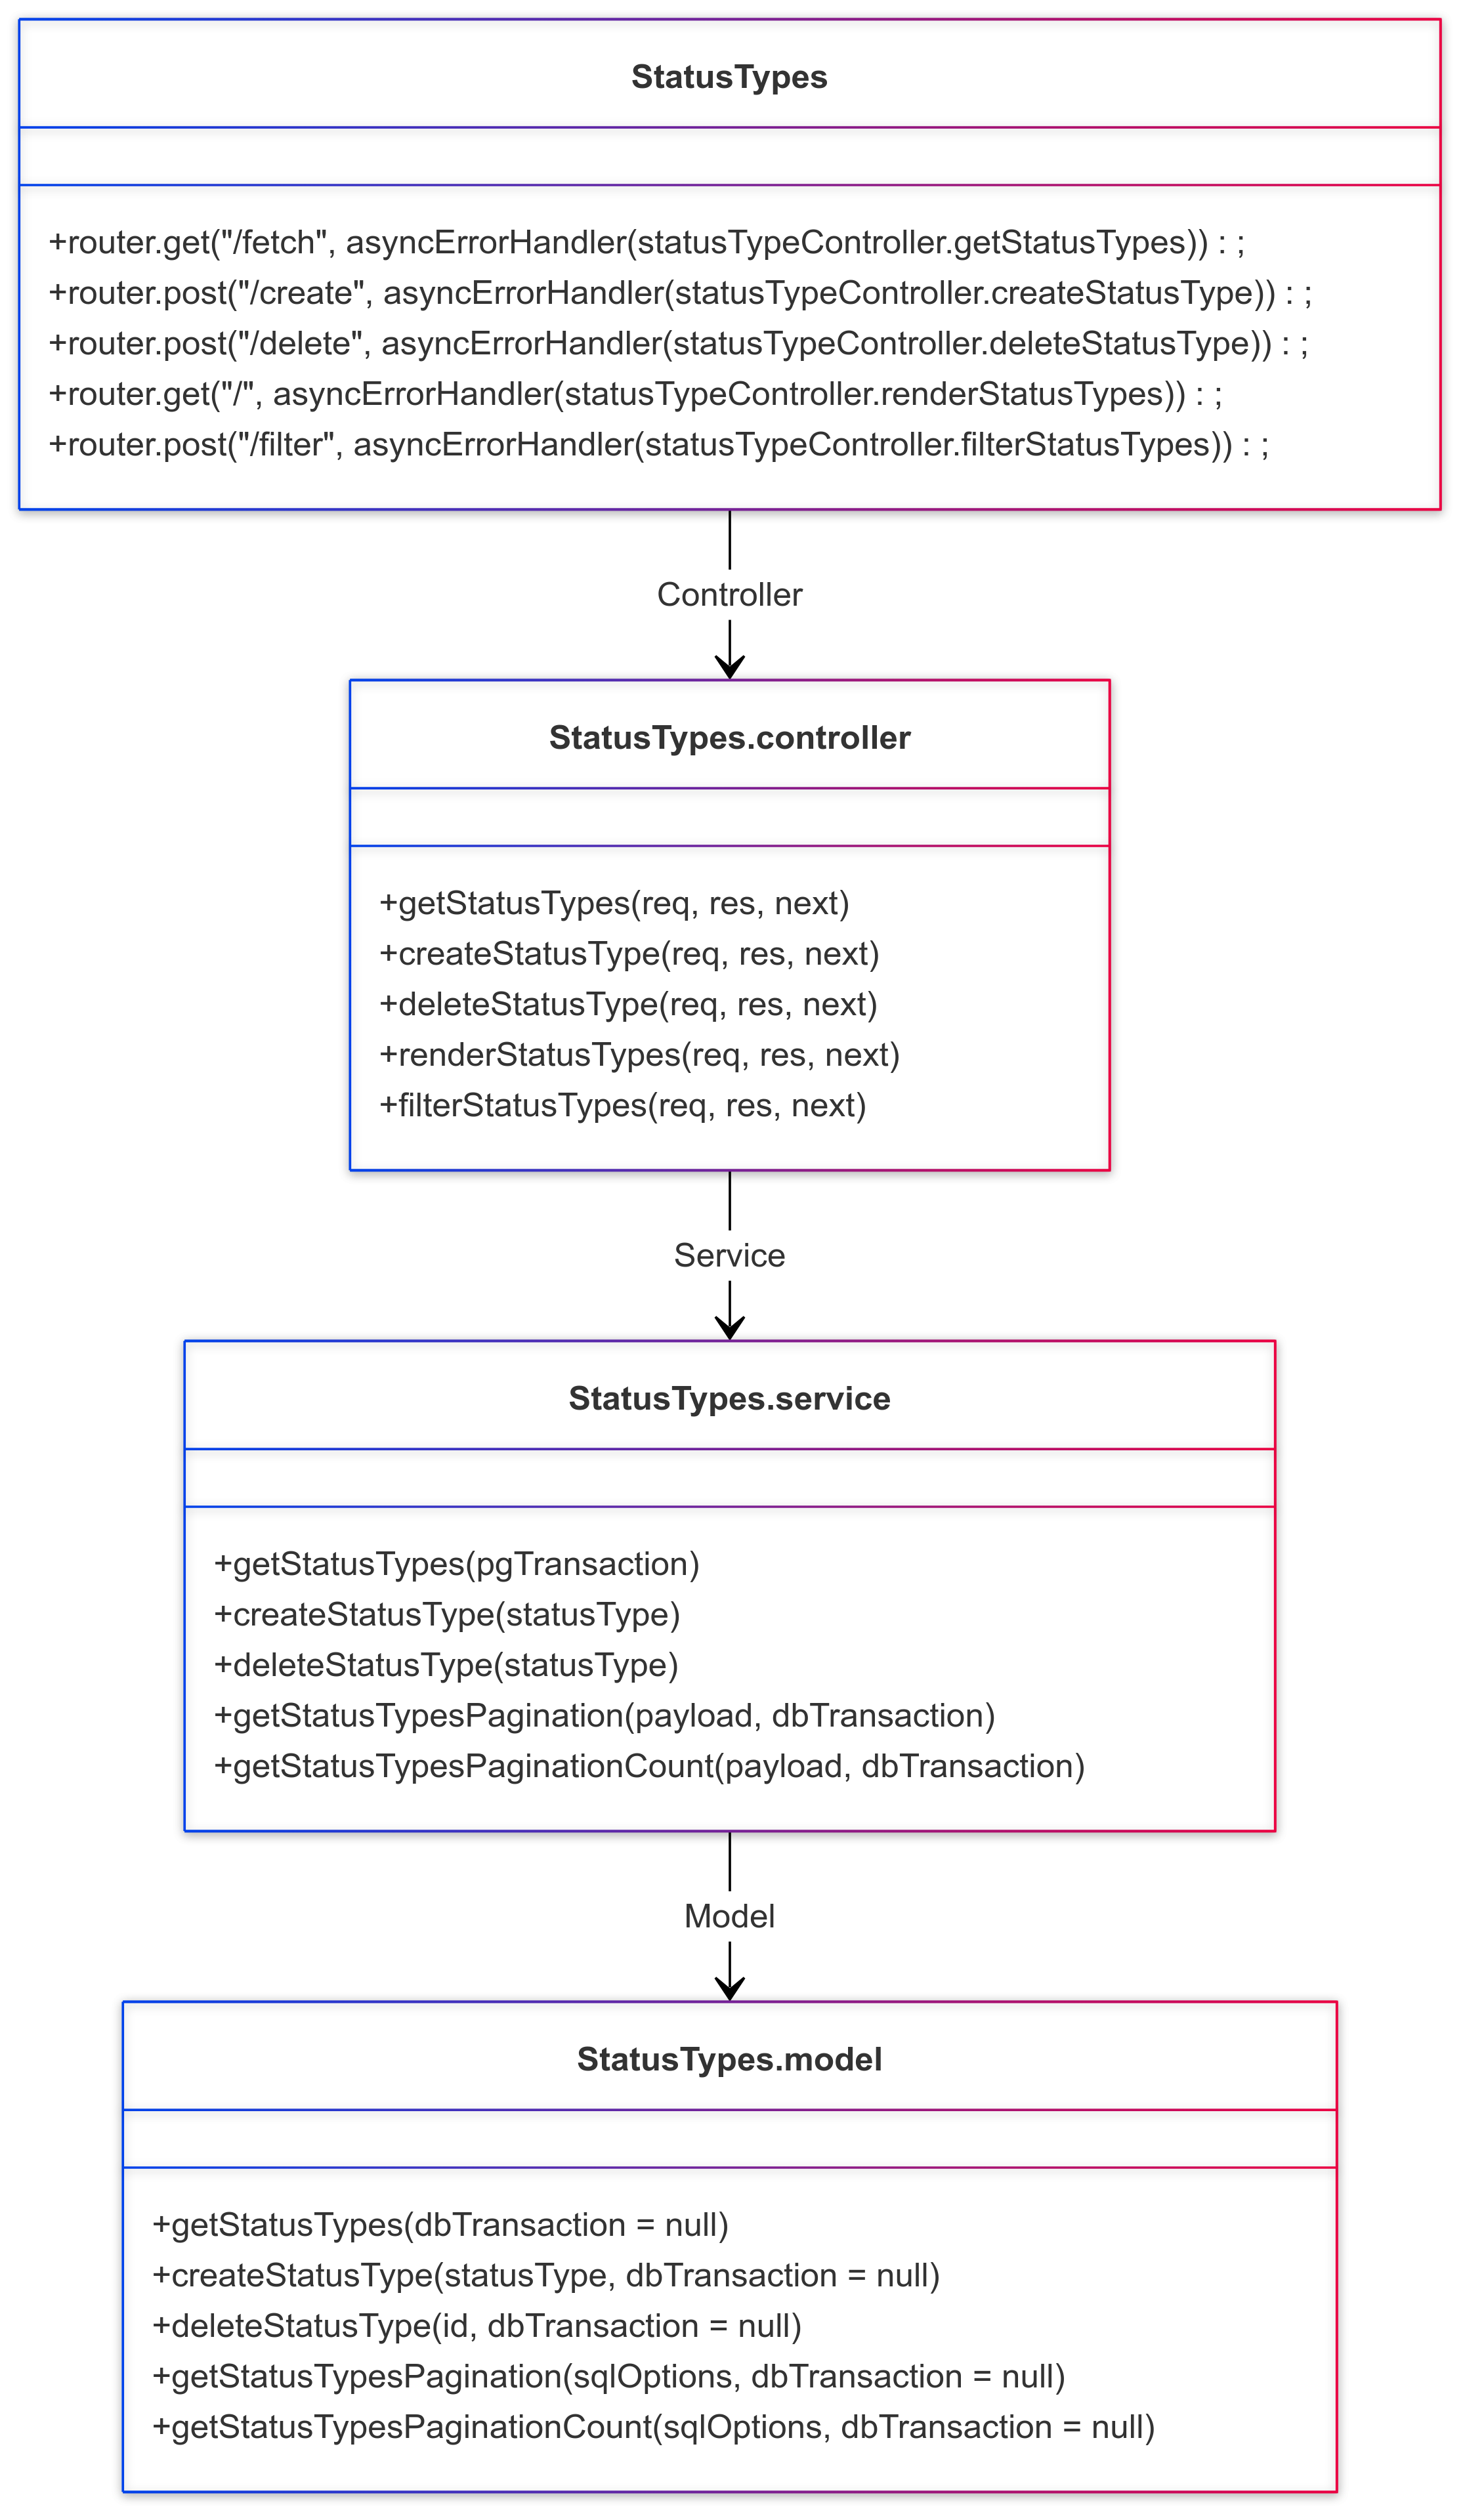 StatusTypes
+router.get("/fetch", asyncErrorHandler(statusTypeController.getStatusTypes)) : ;
+router.post("/create", asyncErrorHandler(statusTypeController.createStatusType)) : ;
+router.post("/delete", asyncErrorHandler(statusTypeController.deleteStatusType)) : ;
+router.get("/", asyncErrorHandler(statusTypeController.renderStatusTypes)) : ;
+router.post("/filter", asyncErrorHandler(statusTypeController.filterStatusTypes)) : ;
Controller
StatusTypes.controller
+getStatusTypes(req, res, next)
+createStatusType(req, res, next)
+deleteStatusType(req, res, next)
+renderStatusTypes(req, res, next)
+filterStatusTypes(req, res, next)
Service
StatusTypes.service
+getStatusTypes(pgTransaction)
+createStatusType(statusType)
+deleteStatusType(statusType)
+getStatusTypesPagination(payload, dbTransaction)
+getStatusTypesPaginationCount(payload, dbTransaction)
Model
StatusTypes.model
+getStatusTypes(dbTransaction = null)
+createStatusType(statusType, dbTransaction = null)
+deleteStatusType(id, dbTransaction = null)
+getStatusTypesPagination(sqlOptions, dbTransaction = null)
+getStatusTypesPaginationCount(sqlOptions, dbTransaction = null)